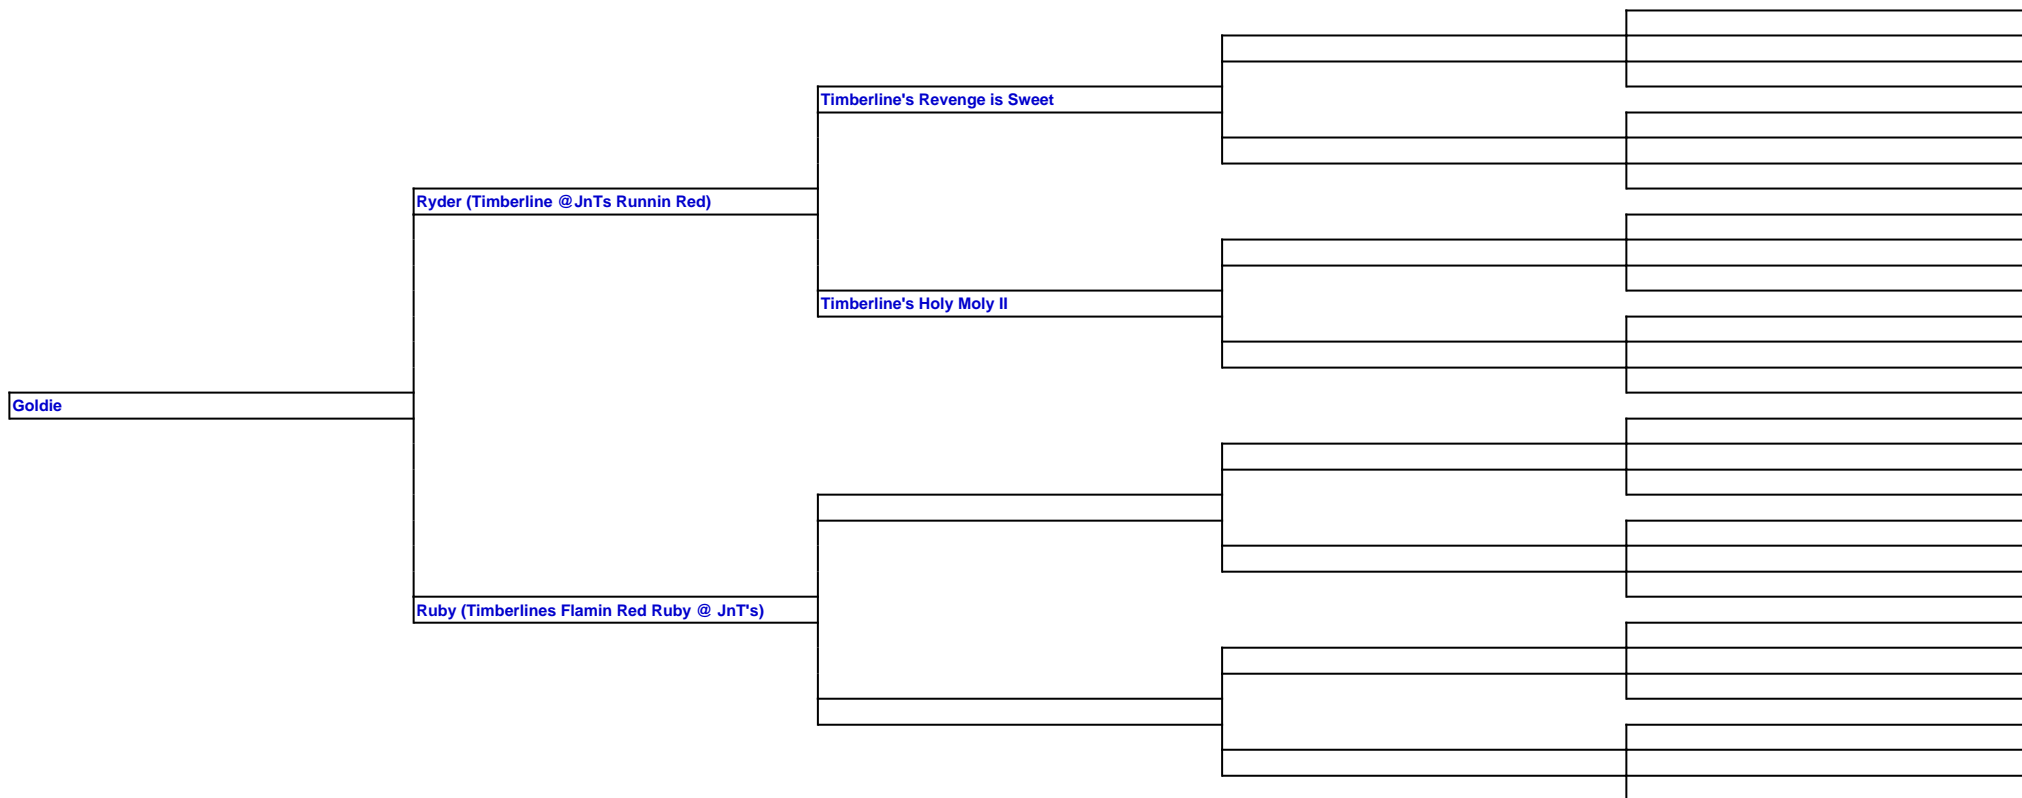 Timberline's Revenge is Sweet
Ryder (Timberline @JnTs Runnin Red)
Timberline's Holy Moly II
Goldie
Ruby (Timberlines Flamin Red Ruby @ JnT's)